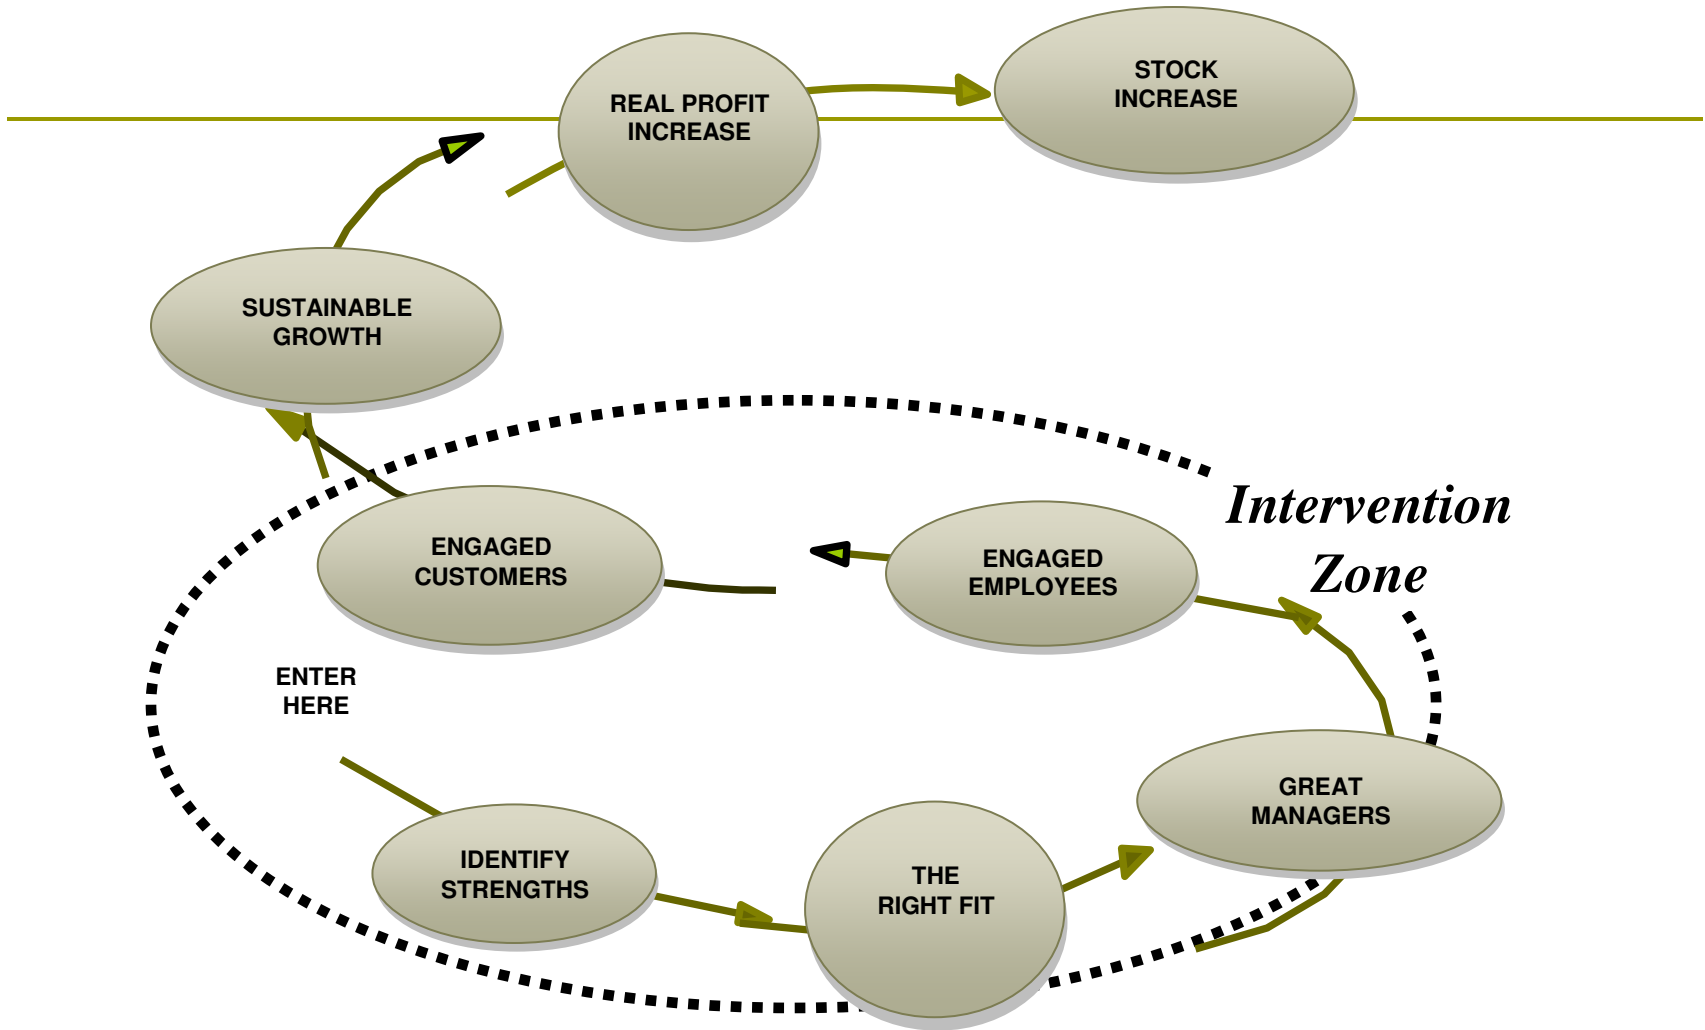 REAL PROFIT
INCREASE
STOCK
INCREASE
SUSTAINABLE
GROWTH
Intervention
Zone
ENGAGED
CUSTOMERS
ENGAGED
EMPLOYEES
ENTER
HERE
IDENTIFY
STRENGTHS
THE
RIGHT FIT
GREAT
MANAGERS